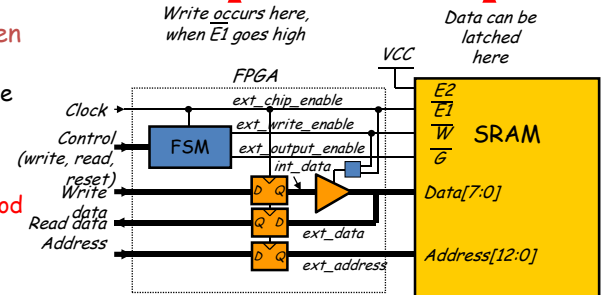 Write occurs here,
when E1 goes high
Data can be
latched
here
en
e
od
VCC
FPGA
Clock
ext_chip_enable
E2
E1
Control
(write, read,
reset)
ext_write_enable
W
FSM
SRAM
ext_output_enable
G
int_data
Write
data
D Q
Data[7:0]
Read data
Q D
ext_data
Address
D Q
ext_address
Address[12:0]